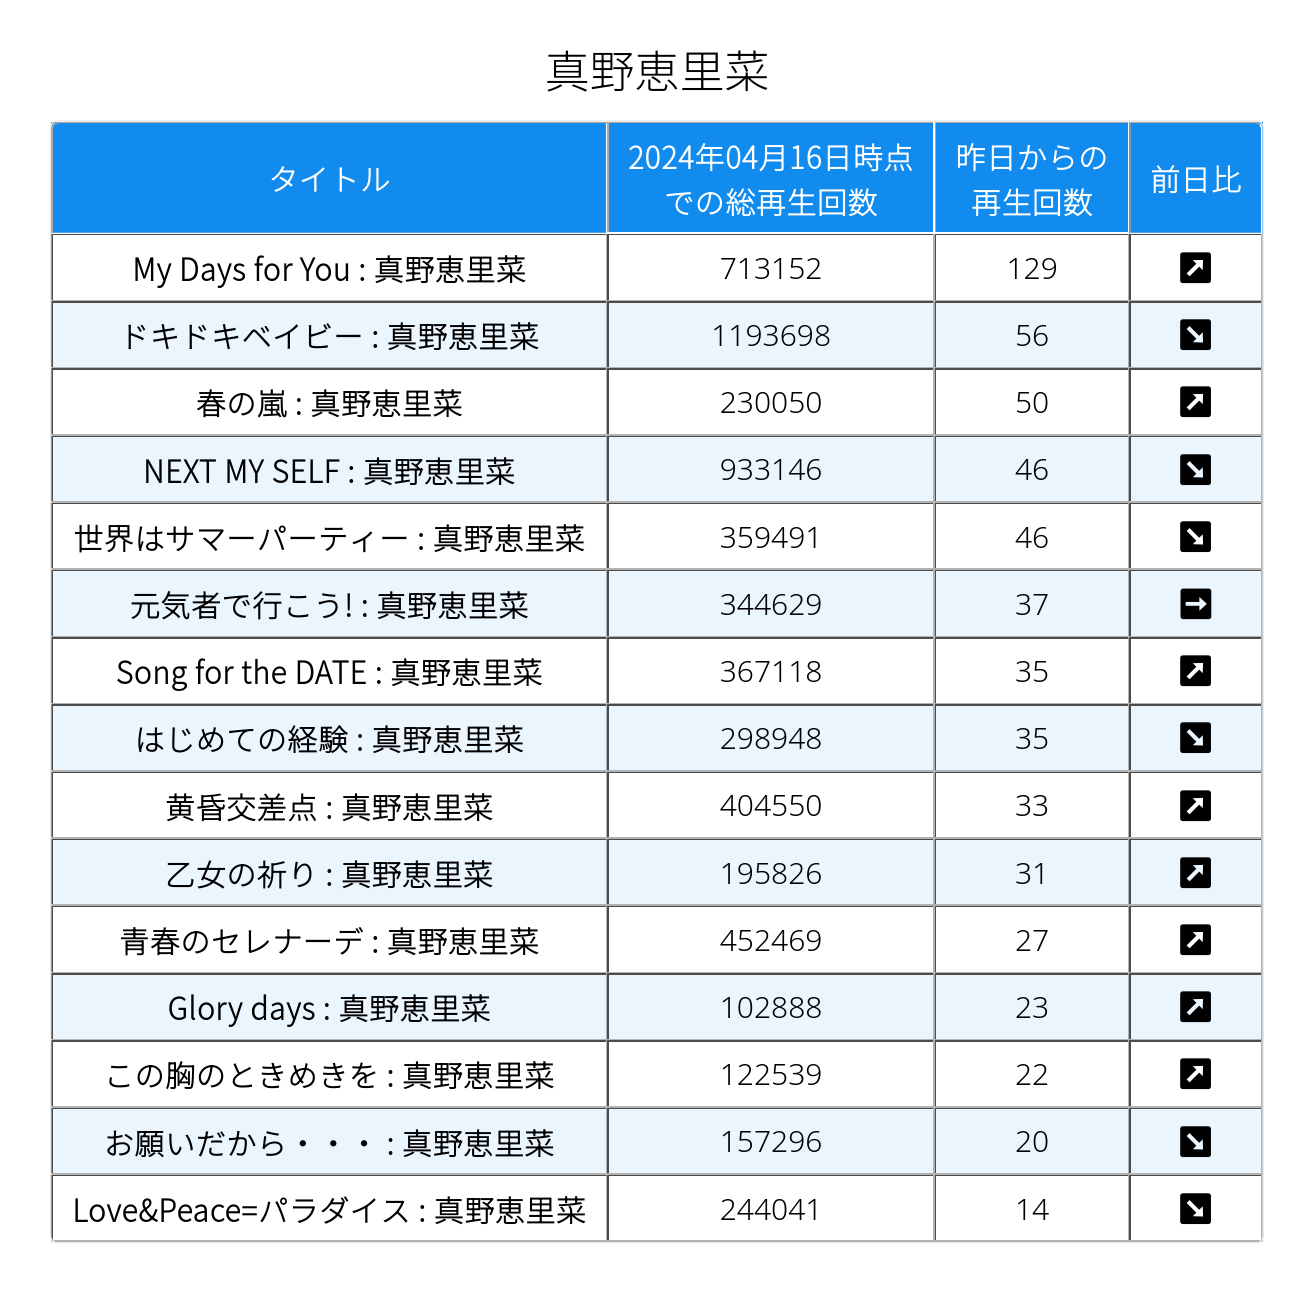 真野恵里菜
タイトル
2024年04月16日時点
での総再生回数
昨日からの
再生回数
前日比
My Days for You : 真野恵里菜 713152 129 ↗
ドキドキベイビー : 真野恵里菜 1193698 56 ↘
春の嵐 : 真野恵里菜 230050 50 ↗
NEXT MY SELF : 真野恵里菜 933146 46 ↘
世界はサマーパーティー : 真野恵里菜 359491 46 ↘
元気者で行こう! : 真野恵里菜 344629 37 →
Song for the DATE : 真野恵里菜 367118 35 ↗
はじめての経験 : 真野恵里菜 298948 35 ↘
黄昏交差点 : 真野恵里菜 404550 33 ↗
乙女の祈り : 真野恵里菜 195826 31 ↗
青春のセレナーデ : 真野恵里菜 452469 27 ↗
Glory days : 真野恵里菜 102888 23 ↗
この胸のときめきを : 真野恵里菜 122539 22 ↗
お願いだから・・・ : 真野恵里菜 157296 20 ↘
Love&Peace=パラダイス : 真野恵里菜 244041 14 ↘